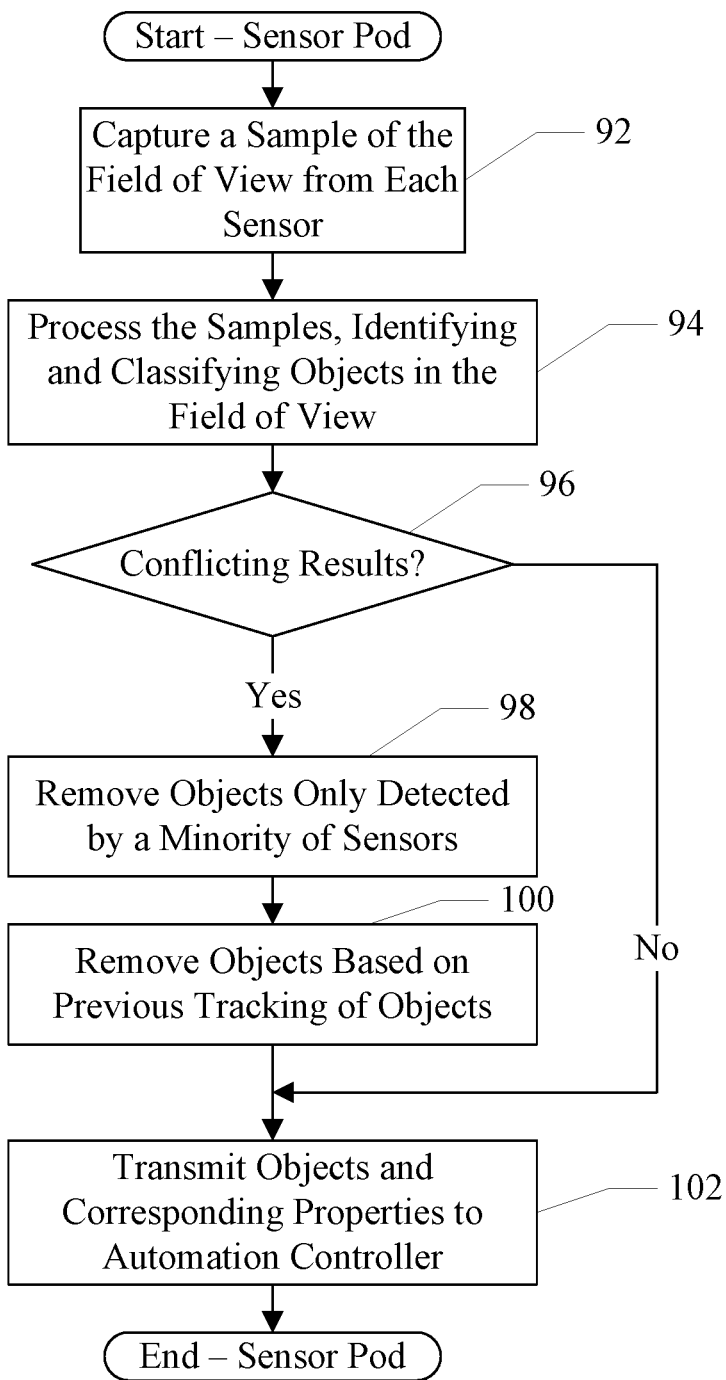 Start – Sensor Pod
Capture a Sample of the
Field of View from Each
Sensor
92
Process the Samples, Identifying
and Classifying Objects in the
Field of View
94
Conflicting Results?
96
Yes
98
Remove Objects Only Detected
by a Minority of Sensors
100
Remove Objects Based on
Previous Tracking of Objects
No
Transmit Objects and
Corresponding Properties to
Automation Controller
102
End – Sensor Pod